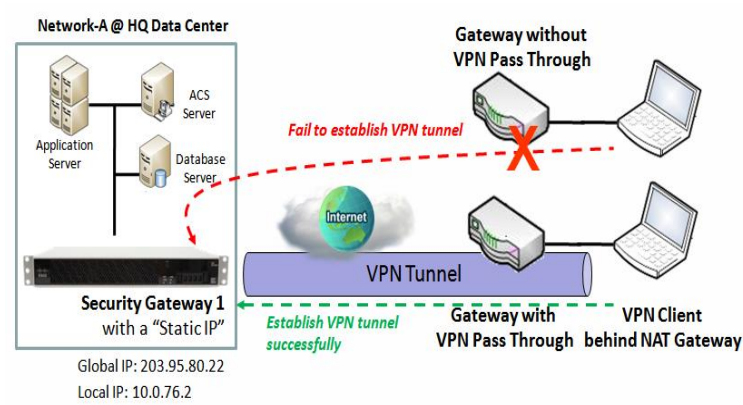 Network-A @ HQ Data Center
ACS
Server
Application
Server
Database
Server
Security Gateway 1
with a “Static IP”
Global IP: 203.95.80.22
Local IP: 10.0.76.2
Gateway without
VPN Pass Through
Fail to establish VPN tunnel
X
Internet
VPN Tunnel
Establish VPN tunnel
successfully
Gateway with
VPN Pass Through
VPN Client
behind NAT Gateway